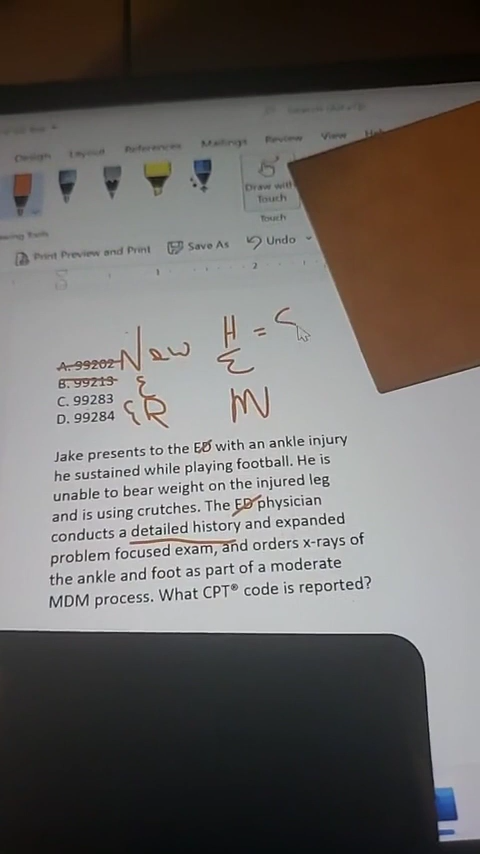 Design Layout References Mailings Review View
Draw with
Touch
Touch
Print Preview and Print Save As Undo
1 2
A. 99202 New H = S
B. 99213 E E
C. 99283
D. 99284 ER M
Jake presents to the ED with an ankle injury
he sustained while playing football. He is
unable to bear weight on the injured leg
and is using crutches. The ED physician
conducts a detailed history and expanded
problem focused exam, and orders x-rays of
the ankle and foot as part of a moderate
MDM process. What CPT® code is reported?